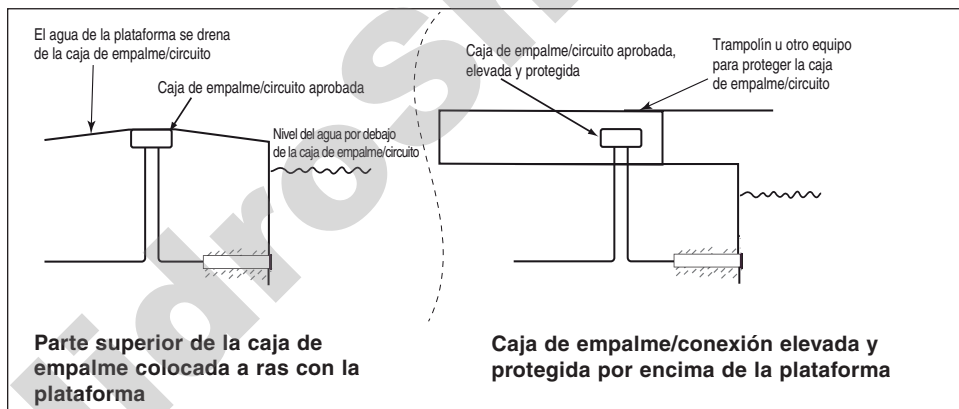 El agua de la plataforma se drena
de la caja de empalme/circuito
Caja de empalme/circuito aprobada
Nivel del agua por debajo
de la caja de empalme/circuito
Parte superior de la caja de
empalme colocada a ras con la
plataforma
Caja de empalme/circuito aprobada,
elevada y protegida
Trampolín u otro equipo
para proteger la caja
de empalme/circuito
Caja de empalme/conexión elevada y
protegida por encima de la plataforma